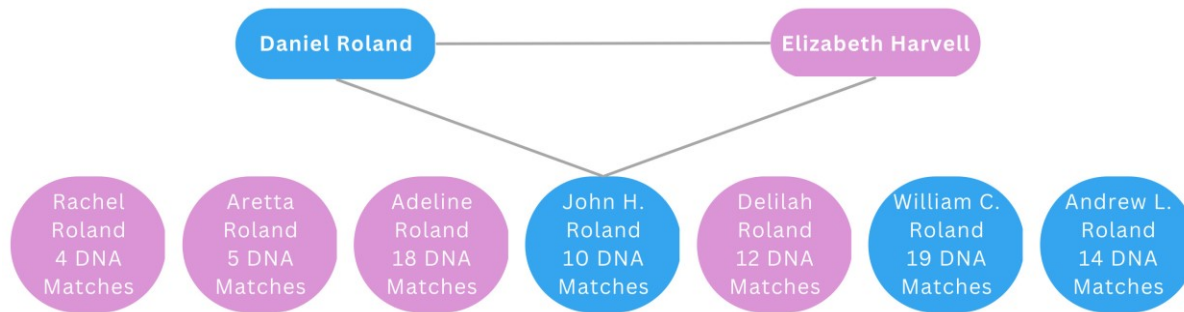 Daniel Roland
Elizabeth Harvell
Rachel
Roland
4 DNA
Matches
Aretta
Roland
5 DNA
Matches
Adeline
Roland
18 DNA
Matches
John H.
Roland
10 DNA
Matches
Delilah
Roland
12 DNA
Matches
William C.
Roland
19 DNA
Matches
Andrew L.
Roland
14 DNA
Matches